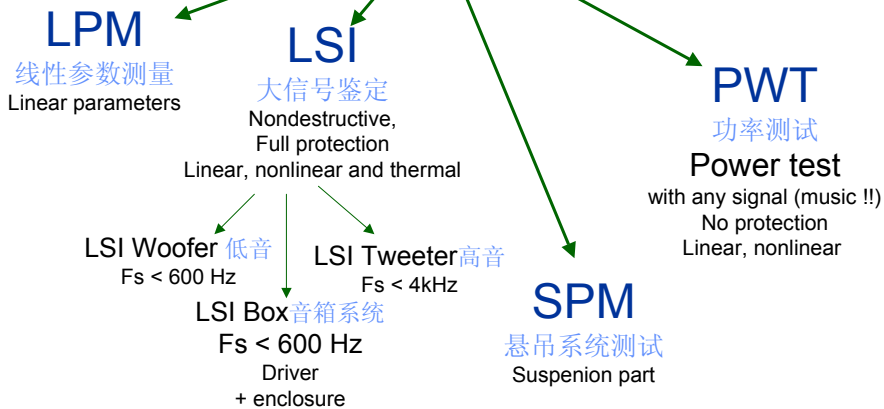 LPM
线性参数测量
Linear parameters
LSI
大信号鉴定
Nondestructive,
Full protection
Linear, nonlinear and thermal
LSI Woofer 低音
Fs < 600 Hz
LSI Tweeter高音
Fs < 4kHz
LSI Box音箱系统
Fs < 600 Hz
Driver
+ enclosure
SPM
悬吊系统测试
Suspenion part
PWT
功率测试
Power test
with any signal (music !!)
No protection
Linear, nonlinear